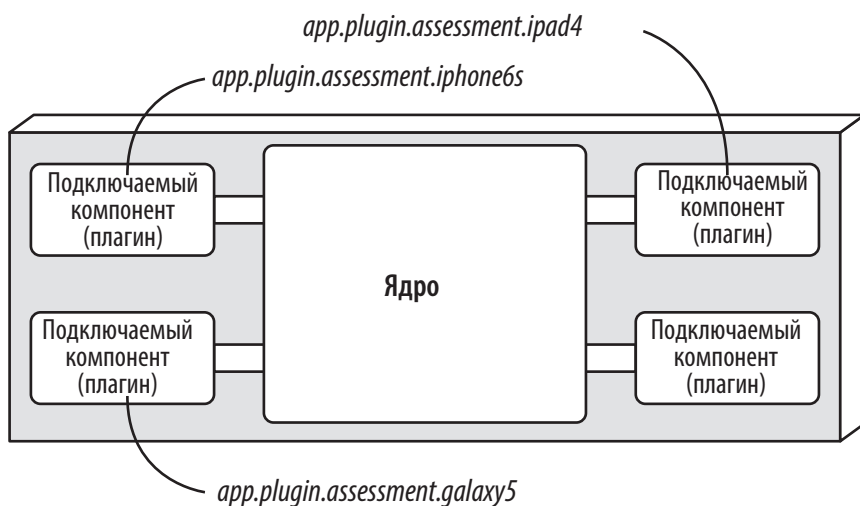 app.plugin.assessment.ipad4
app.plugin.assessment.iphone6s
Подключаемый
компонент
(плагин)
Ядро
Подключаемый
компонент
(плагин)
Подключаемый
компонент
(плагин)
Подключаемый
компонент
(плагин)
app.plugin.assessment.galaxy5